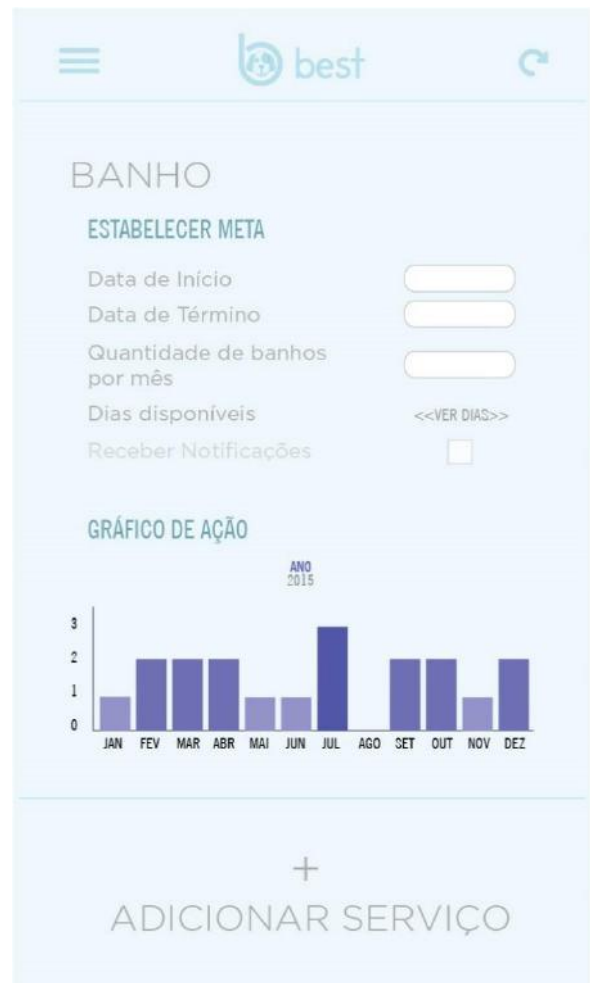 best
BANHO
ESTABELECER META
Data de Início
Data de Término
Quantidade de banhos
por mês
Dias disponíveis <<VER DIAS>>
Receber Notificações
GRÁFICO DE AÇÃO
ANO
2015
3
2
1
0
JAN FEV MAR ABR MAI JUN JUL AGO SET OUT NOV DEZ
+
ADICIONAR SERVIÇO